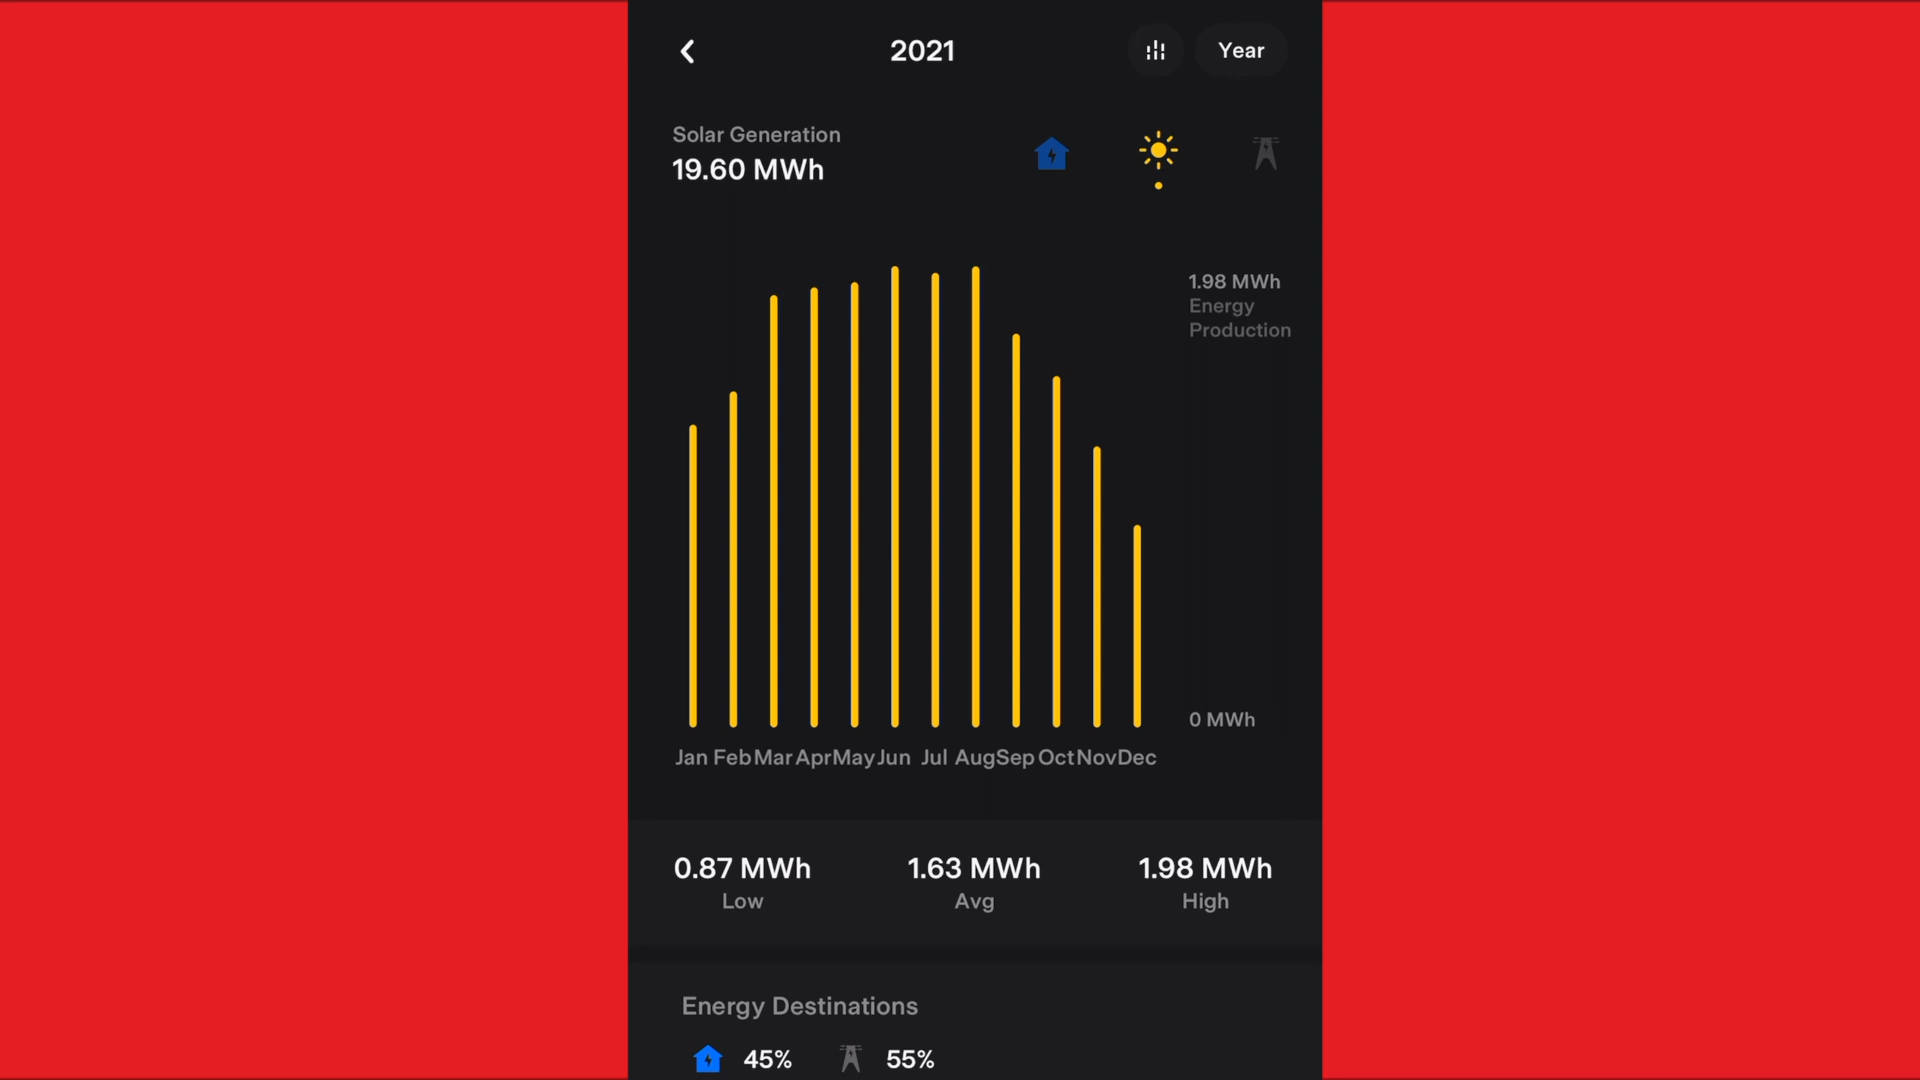 2021
Year
Solar Generation
19.60 MWh
1.98 MWh
Energy
Production
0 MWh
Jan Feb Mar Apr May Jun Jul Aug Sep Oct Nov Dec
0.87 MWh 1.63 MWh 1.98 MWh
Low Avg High
Energy Destinations
45% 55%